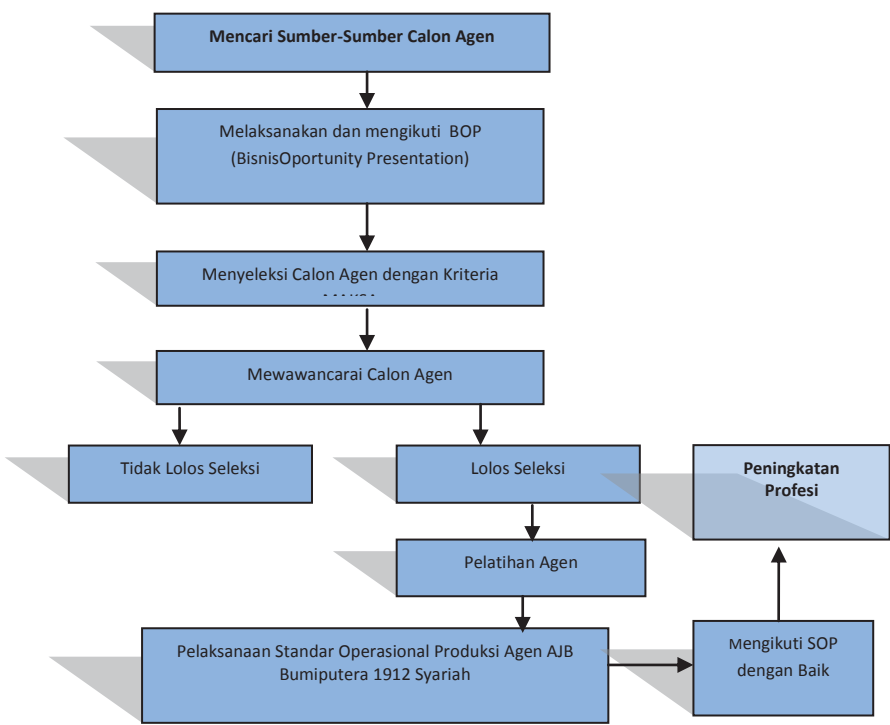 Mencari Sumber-Sumber Calon Agen
Melaksanakan dan mengikuti BOP
(BisnisOportunity Presentation)
Menyeleksi Calon Agen dengan Kriteria
Mewawancarai Calon Agen
Tidak Lolos Seleksi
Lolos Seleksi
Peningkatan
Profesi
Pelatihan Agen
Pelaksanaan Standar Operasional Produksi Agen AJB
Bumiputera 1912 Syariah
Mengikuti SOP
dengan Baik